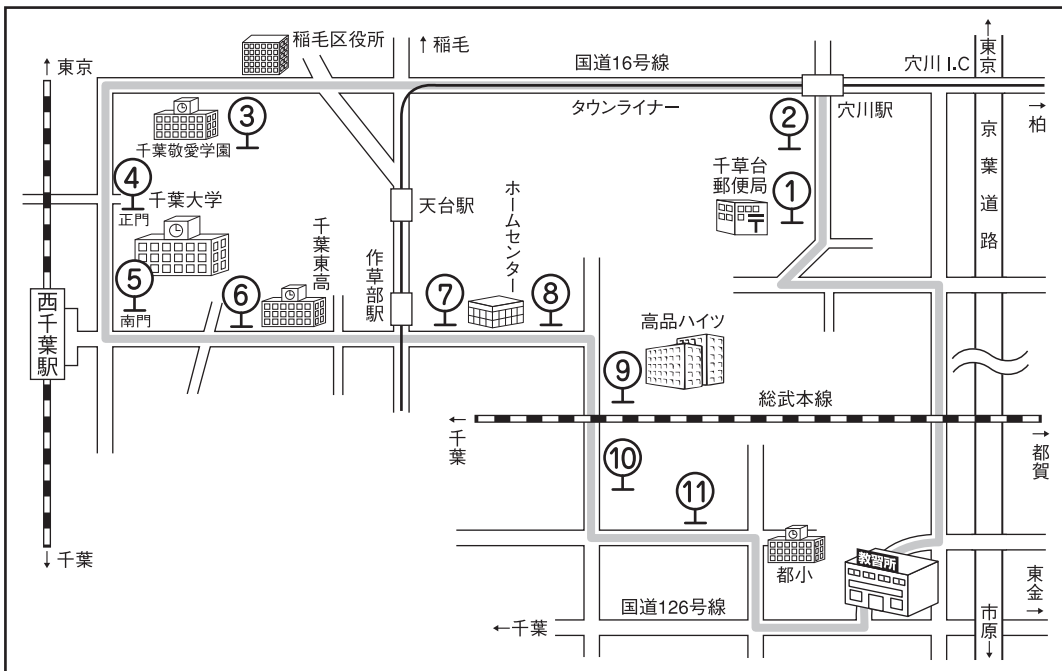 稲毛区役所
↑稲毛
↑東京
国道16号線
穴川I.C
↑東京
タウンライナー
穴川駅
→柏
③
千葉敬愛学園
②
千草台
郵便局
〒
①
京葉道路
④
千葉大学
正門
天台駅
ホームセンター
⑤
南門
⑥
千葉東高
作草部駅
⑦
⑧
西千葉駅
高品ハイツ
⑨
総武本線
←千葉
→都賀
⑩
⑪
↓千葉
都小
教習所
国道126号線
←千葉
→東金
市原↓